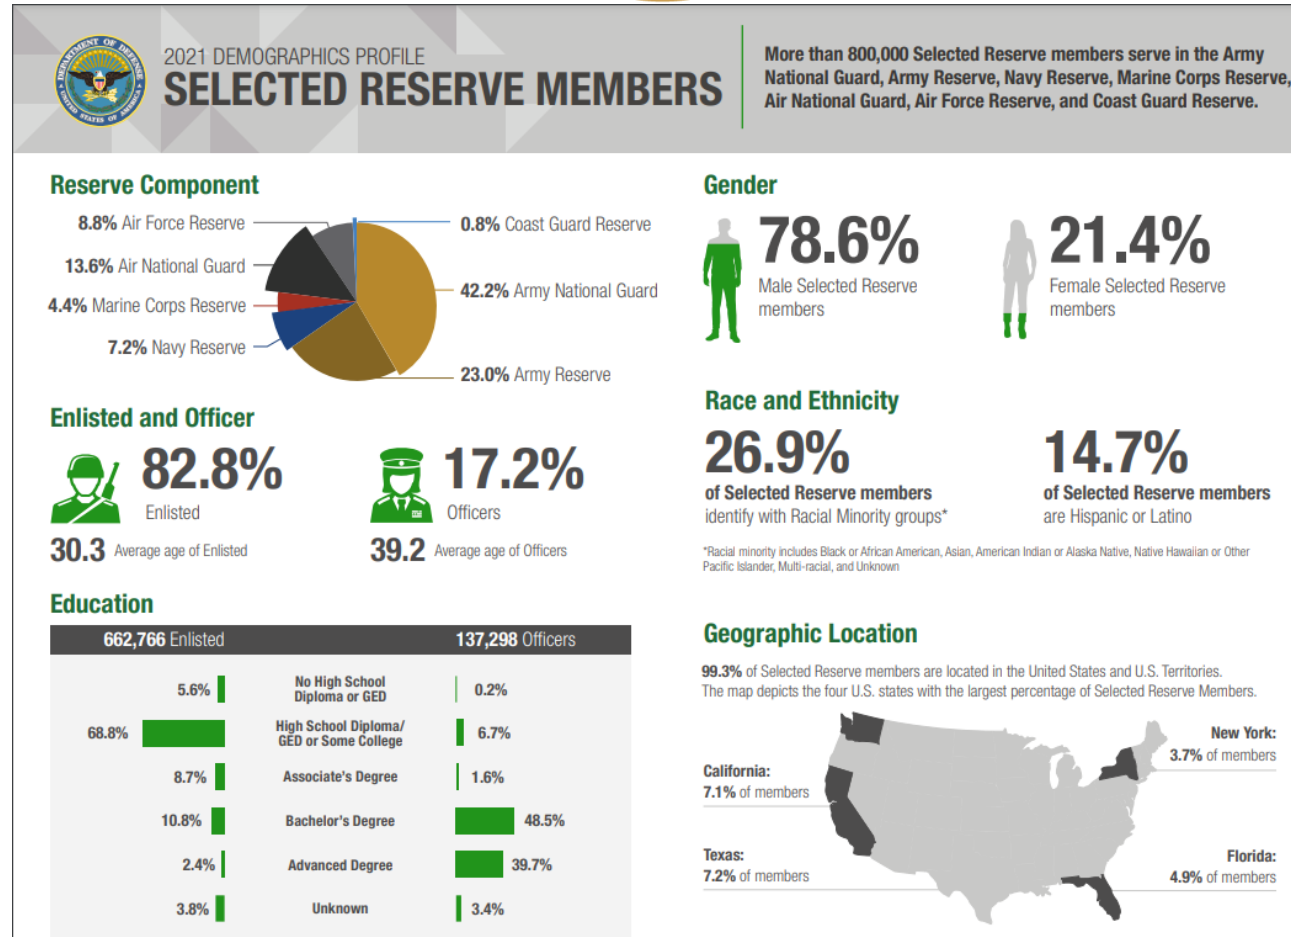 2021 DEMOGRAPHICS PROFILE
SELECTED RESERVE MEMBERS
More than 800,000 Selected Reserve members serve in the Army
National Guard, Army Reserve, Navy Reserve, Marine Corps Reserve,
Air National Guard, Air Force Reserve, and Coast Guard Reserve.
DEPARTMENT OF DEFENSE
UNITED STATES OF AMERICA
Reserve Component
8.8% Air Force Reserve
13.6% Air National Guard
4.4% Marine Corps Reserve
7.2% Navy Reserve
0.8% Coast Guard Reserve
42.2% Army National Guard
23.0% Army Reserve
Gender
78.6%
Male Selected Reserve
members
21.4%
Female Selected Reserve
members
Enlisted and Officer
82.8%
Enlisted
30.3 Average age of Enlisted
17.2%
Officers
39.2 Average age of Officers
Race and Ethnicity
26.9%
of Selected Reserve members
identify with Racial Minority groups*
14.7%
of Selected Reserve members
are Hispanic or Latino
*Racial minority includes Black or African American, Asian, American Indian or Alaska Native, Native Hawaiian or Other
Pacific Islander, Multi-racial, and Unknown
Education
662,766 Enlisted
137,298 Officers
5.6% No High School Diploma or GED 0.2%
68.8% High School Diploma/ GED or Some College 6.7%
8.7% Associate's Degree 1.6%
10.8% Bachelor's Degree 48.5%
2.4% Advanced Degree 39.7%
3.8% Unknown 3.4%
Geographic Location
99.3% of Selected Reserve members are located in the United States and U.S. Territories.
The map depicts the four U.S. states with the largest percentage of Selected Reserve Members.
California:
7.1% of members
Texas:
7.2% of members
New York:
3.7% of members
Florida:
4.9% of members